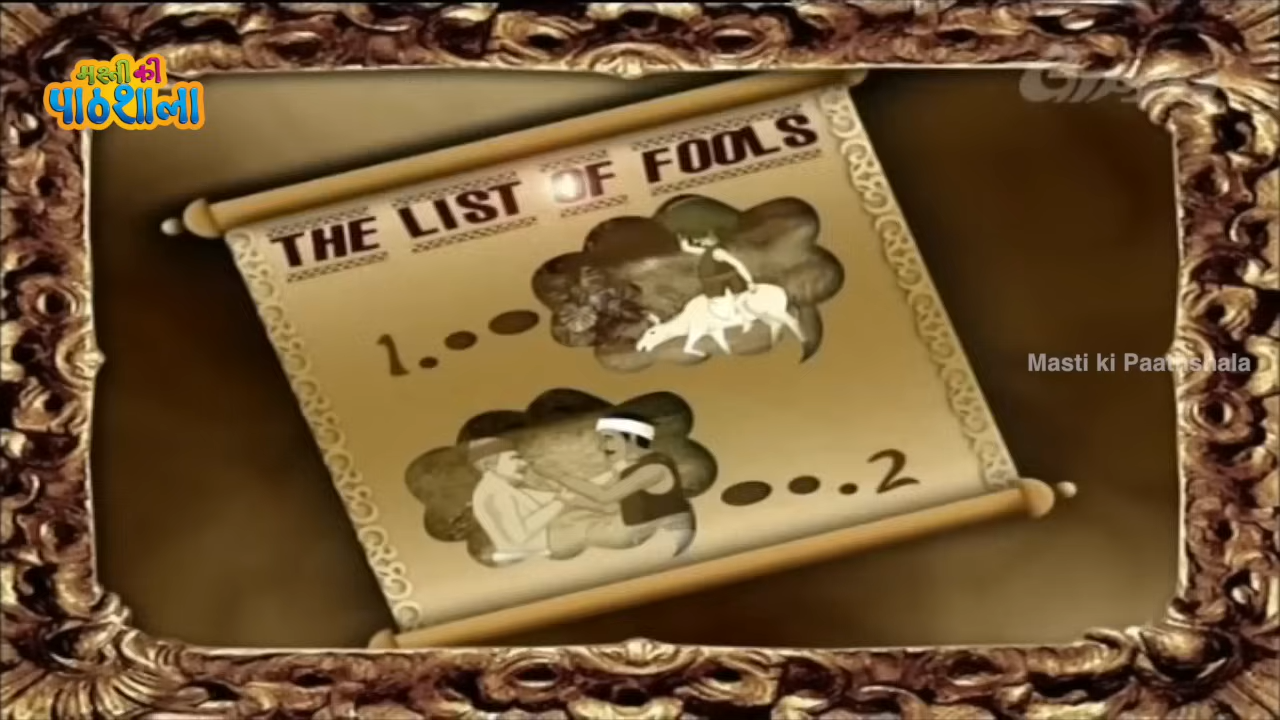 મસ્તી કી
પાઠશાલા
THE LIST OF FOOLS
1.
2
Masti ki Paathshala